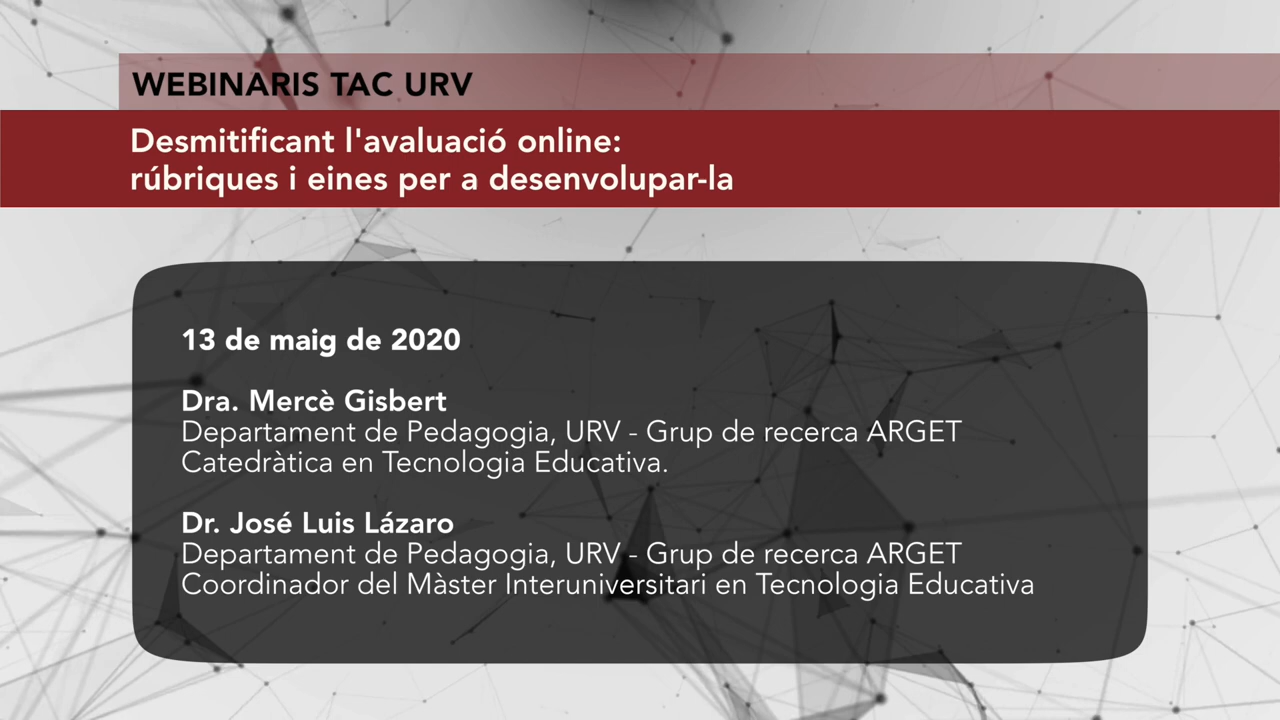 WEBINARIS TAC URV
Desmitificant l'avaluació online:
rúbriques i eines per a desenvolupar-la
13 de maig de 2020
Dra. Mercè Gisbert
Departament de Pedagogia, URV - Grup de recerca ARGET
Catedràtica en Tecnologia Educativa.
Dr. José Luis Lázaro
Departament de Pedagogia, URV - Grup de recerca ARGET
Coordinador del Màster Interuniversitari en Tecnologia Educativa